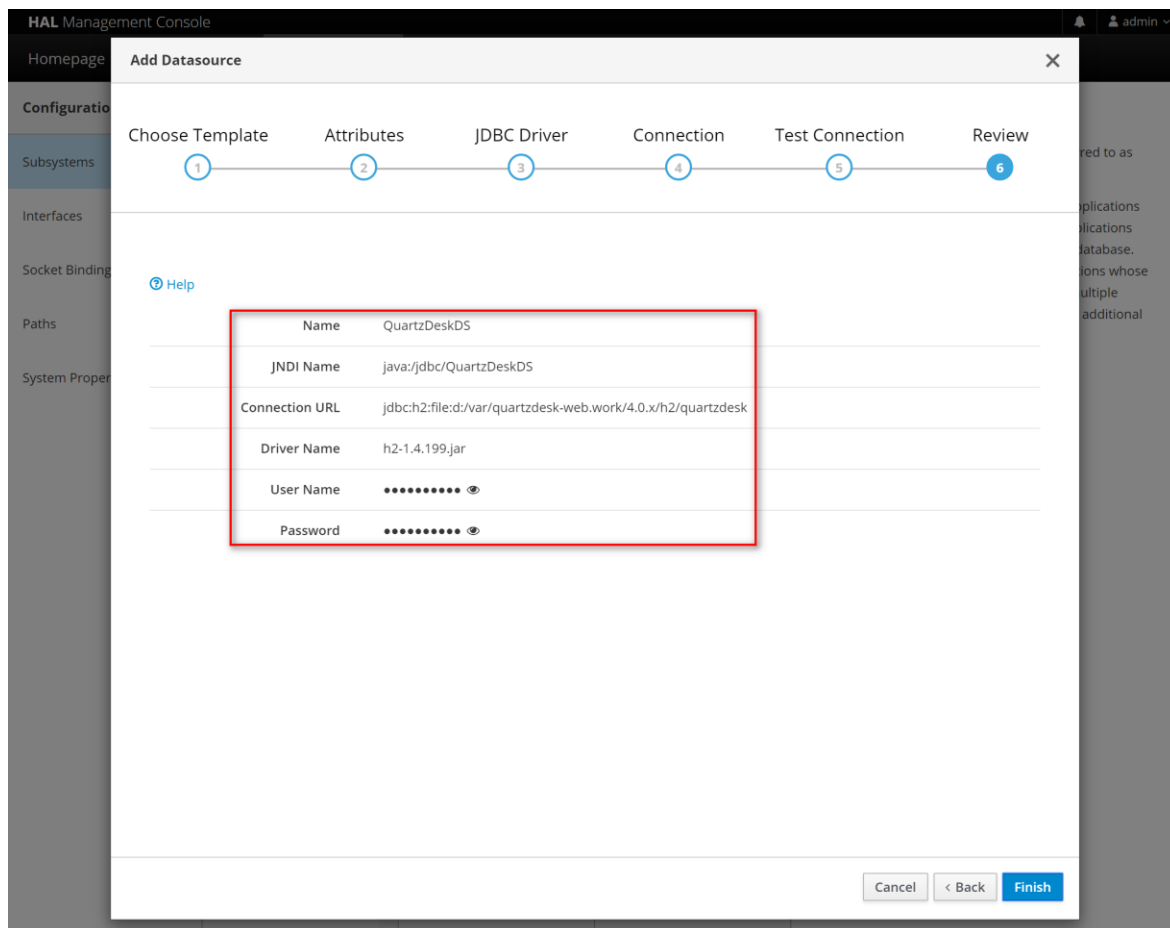 HAL Management Console
admin
Homepage
Add Datasource
Configuratio
Choose Template Attributes JDBC Driver Connection Test Connection Review
1 2 3 4 5 6
Subsystems
red to as
Interfaces
pplications
plications
database.
Socket Binding
ions whose
Help
ultiple
additional
Paths
Name QuartzDeskDS
JNDI Name java:/jdbc/QuartzDeskDS
System Proper
Connection URL jdbc:h2:file:d:/var/quartzdesk-web.work/4.0.x/h2/quartzdesk
Driver Name h2-1.4.199.jar
User Name ••••••••••
Password ••••••••••
Cancel < Back Finish